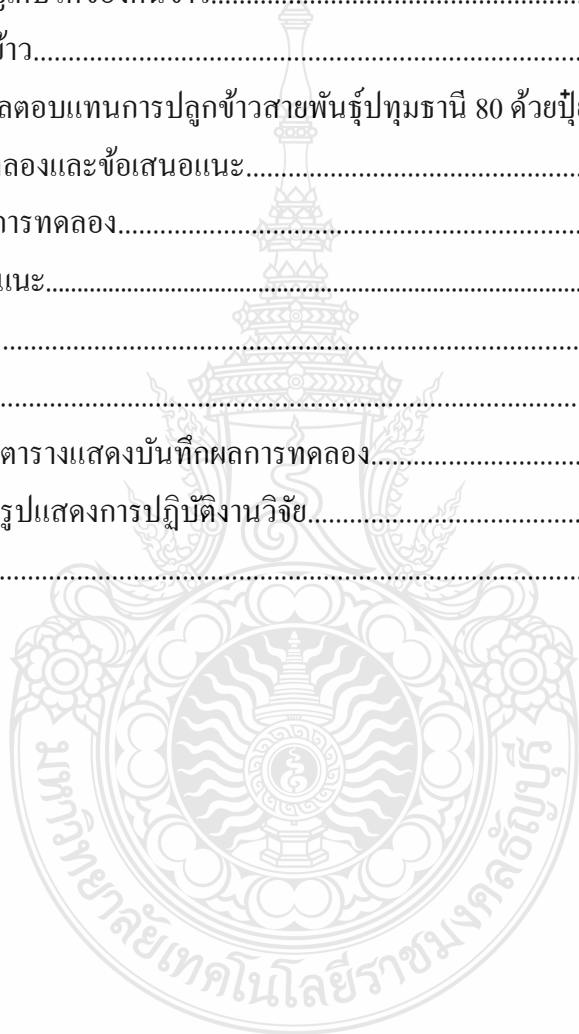 ข้าว................................................
ลตอบแทนการปลูกข้าวสายพันธุ์ปทุมธานี 80 ด้วยปุ๋ย
ลองและข้อเสนอแนะ................................................
การทดลอง................................................
แนะ................................................
................................................
................................................
ตารางแสดงบันทึกผลการทดลอง................................
รูปแสดงการปฏิบัติงานวิจัย................................
................................................
มหาวิทยาลัยเทคโนโลยีราชมงคลธัญบุรี